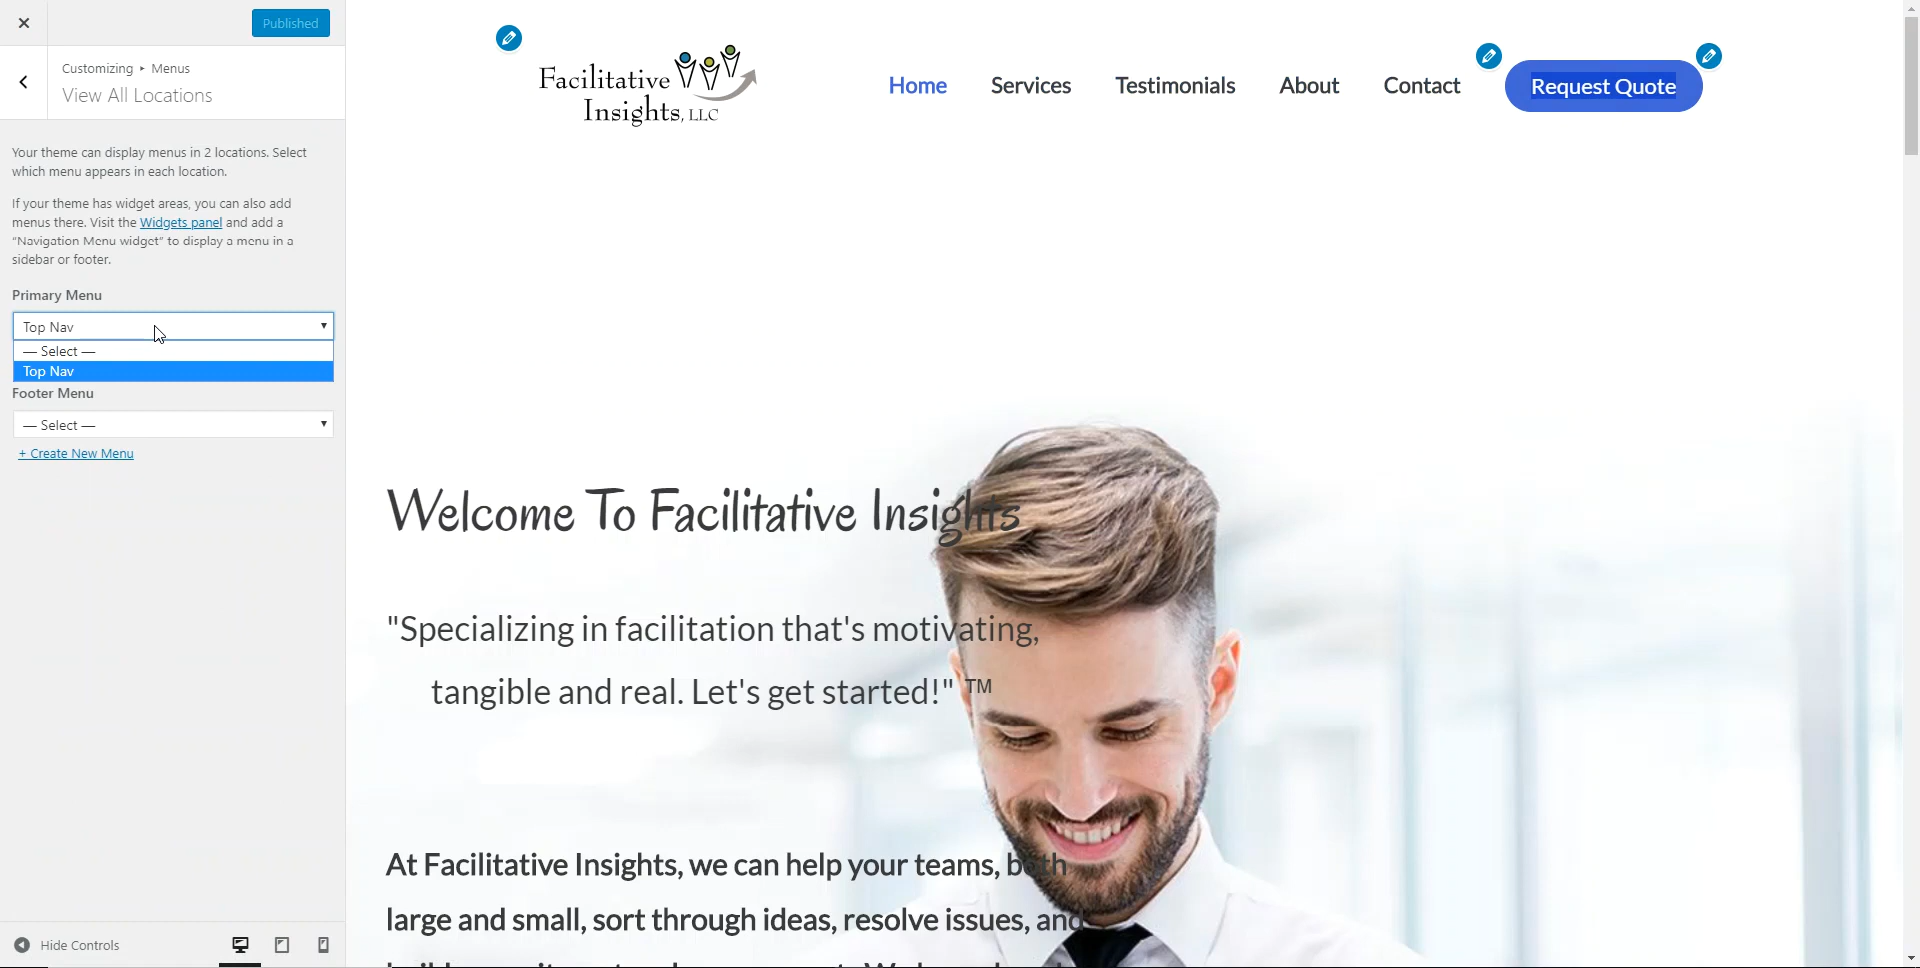 Published
Customizing ▸ Menus
View All Locations
Your theme can display menus in 2 locations. Select
which menu appears in each location.
If your theme has widget areas, you can also add
menus there. Visit the Widgets panel and add a
“Navigation Menu widget” to display a menu in a
sidebar or footer.
Primary Menu
Top Nav
— Select —
Top Nav
Footer Menu
— Select —
+ Create New Menu
Hide Controls
Facilitative
Insights, LLC
Home Services Testimonials About Contact Request Quote
Welcome To Facilitative Insights
"Specializing in facilitation that's motivating,
tangible and real. Let's get started!" ™
At Facilitative Insights, we can help your teams, both
large and small, sort through ideas, resolve issues, and